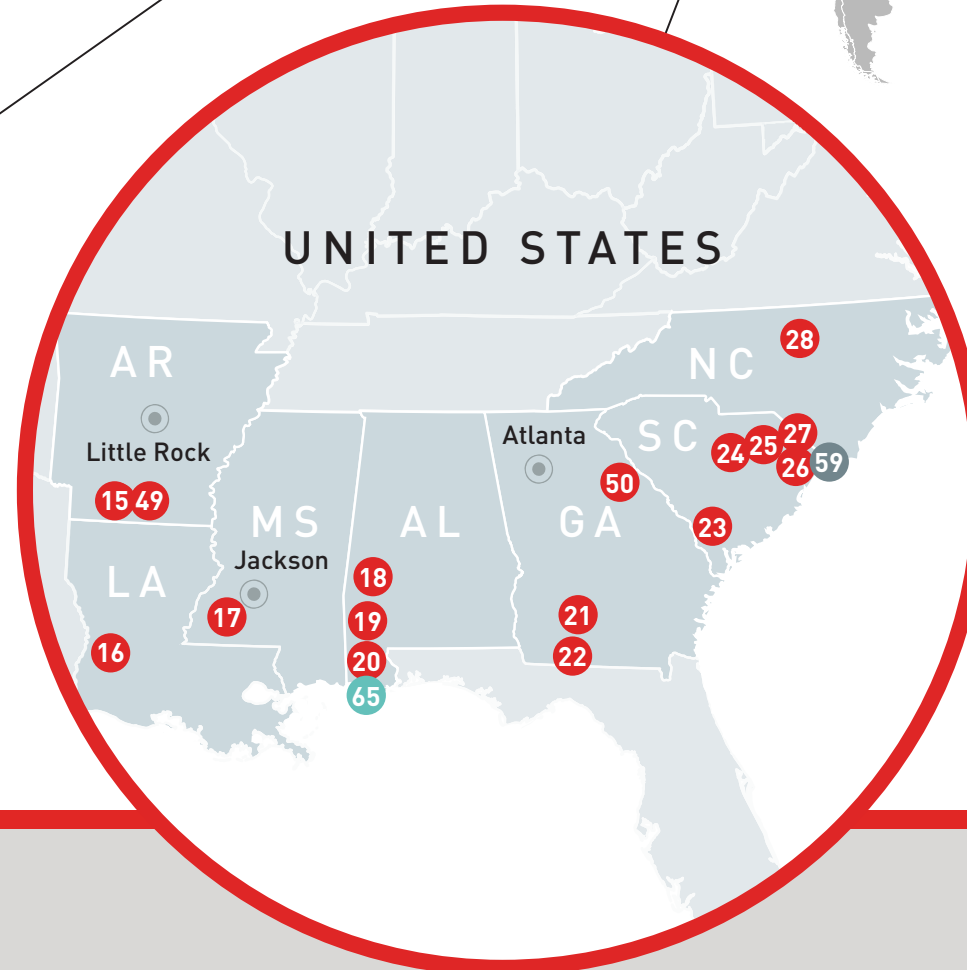 UNITED STATES
28
AR
NC
Little Rock
Atlanta
SC
27
24
25
26
59
15
49
50
MS
AL
GA
23
Jackson
LA
18
17
19
21
16
20
22
65